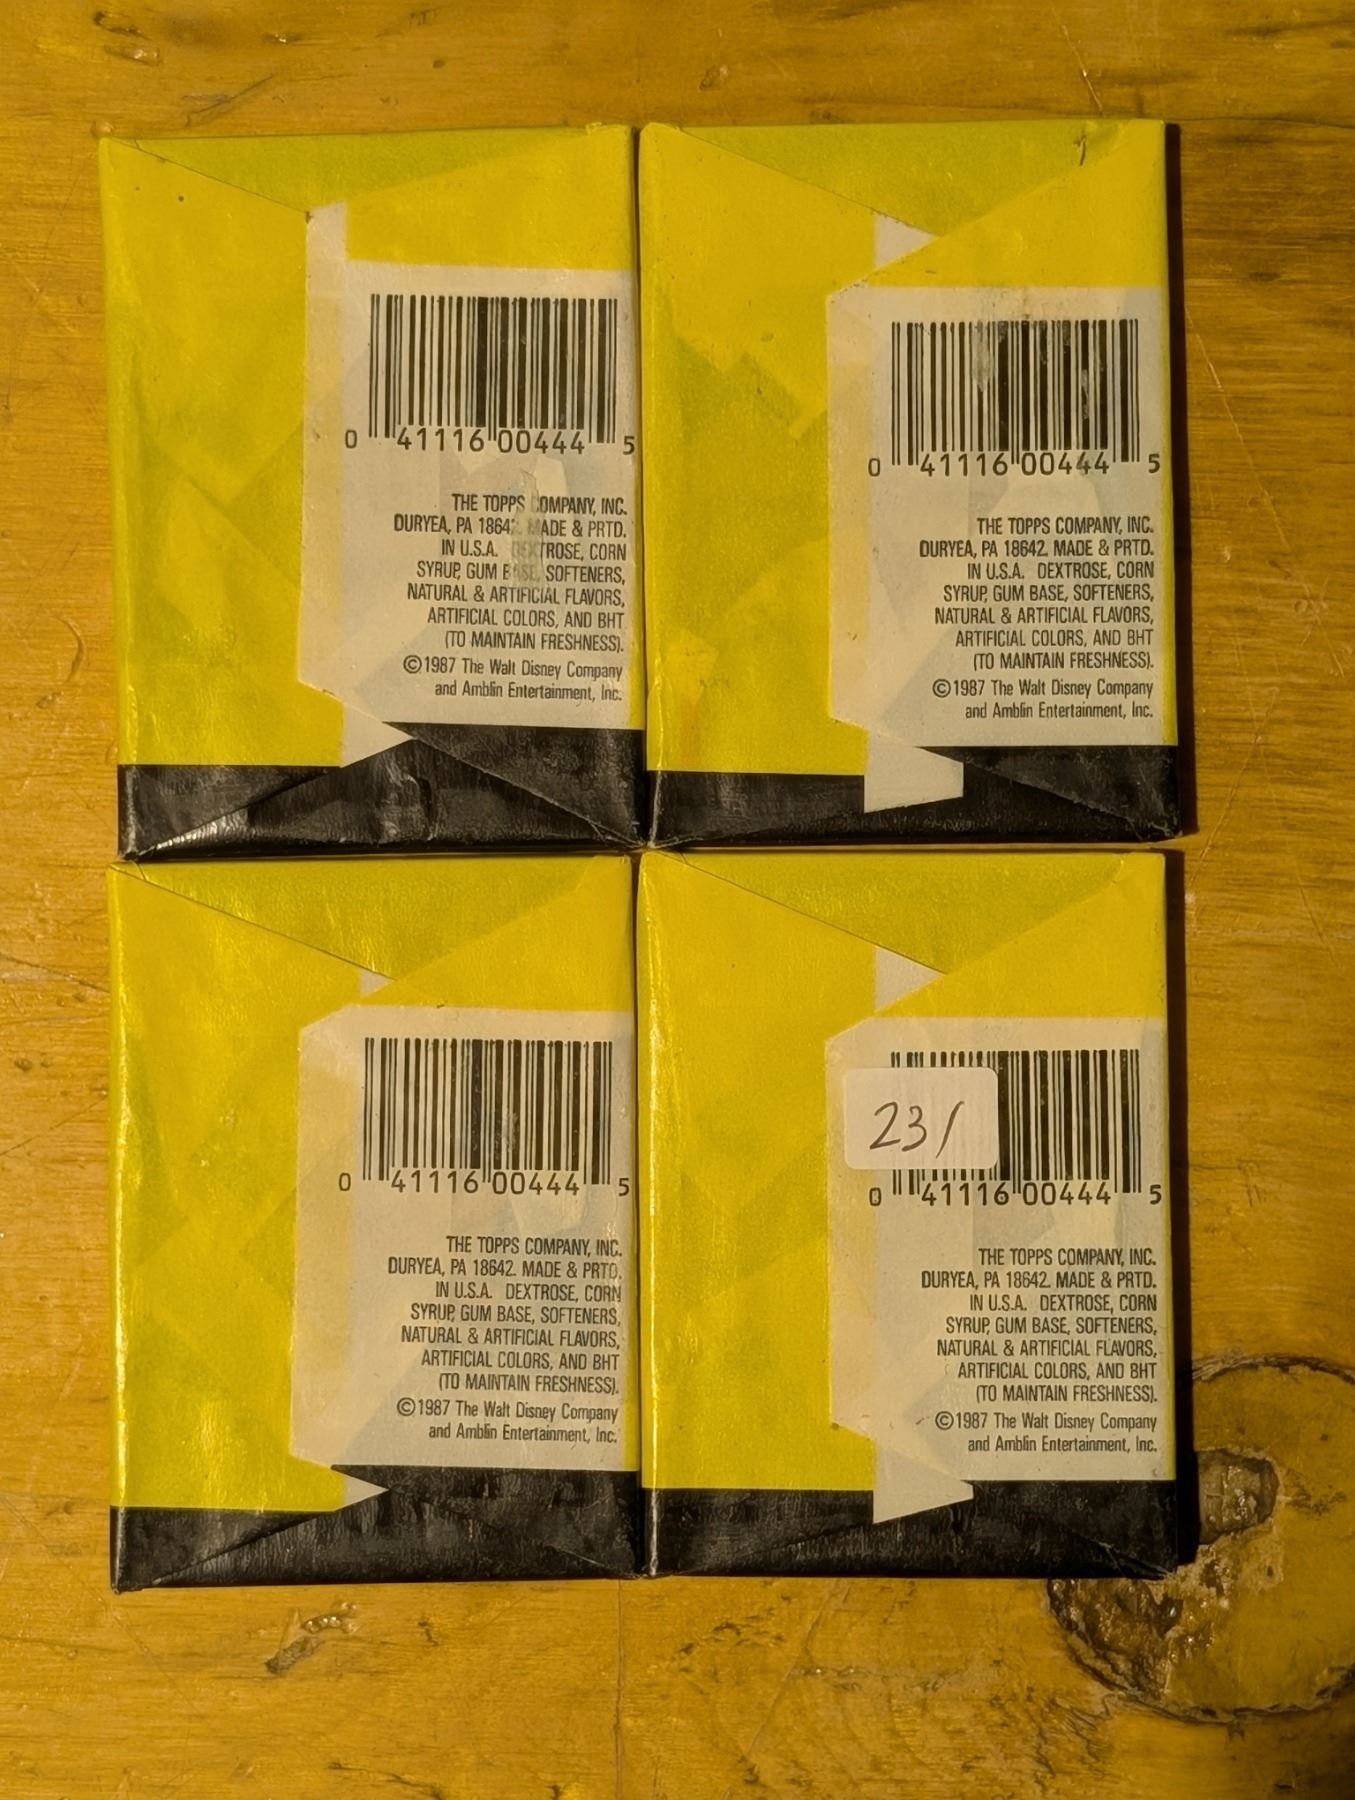 0 41116 00444 5
THE TOPPS COMPANY, INC.
DURYEA, PA 18642. MADE & PRTD.
IN U.S.A. DEXTROSE, CORN
SYRUP, GUM BASE, SOFTENERS,
NATURAL & ARTIFICIAL FLAVORS,
ARTIFICIAL COLORS, AND BHT
(TO MAINTAIN FRESHNESS).
©1987 The Walt Disney Company
and Amblin Entertainment, Inc.
0 41116 00444 5
THE TOPPS COMPANY, INC.
DURYEA, PA 18642. MADE & PRTD.
IN U.S.A. DEXTROSE, CORN
SYRUP, GUM BASE, SOFTENERS,
NATURAL & ARTIFICIAL FLAVORS,
ARTIFICIAL COLORS, AND BHT
(TO MAINTAIN FRESHNESS).
©1987 The Walt Disney Company
and Amblin Entertainment, Inc.
0 41116 00444 5
THE TOPPS COMPANY, INC.
DURYEA, PA 18642. MADE & PRTD.
IN U.S.A. DEXTROSE, CORN
SYRUP, GUM BASE, SOFTENERS,
NATURAL & ARTIFICIAL FLAVORS,
ARTIFICIAL COLORS, AND BHT
(TO MAINTAIN FRESHNESS).
©1987 The Walt Disney Company
and Amblin Entertainment, Inc.
23/
0 41116 00444 5
THE TOPPS COMPANY, INC.
DURYEA, PA 18642. MADE & PRTD.
IN U.S.A. DEXTROSE, CORN
SYRUP, GUM BASE, SOFTENERS,
NATURAL & ARTIFICIAL FLAVORS,
ARTIFICIAL COLORS, AND BHT
(TO MAINTAIN FRESHNESS).
©1987 The Walt Disney Company
and Amblin Entertainment, Inc.